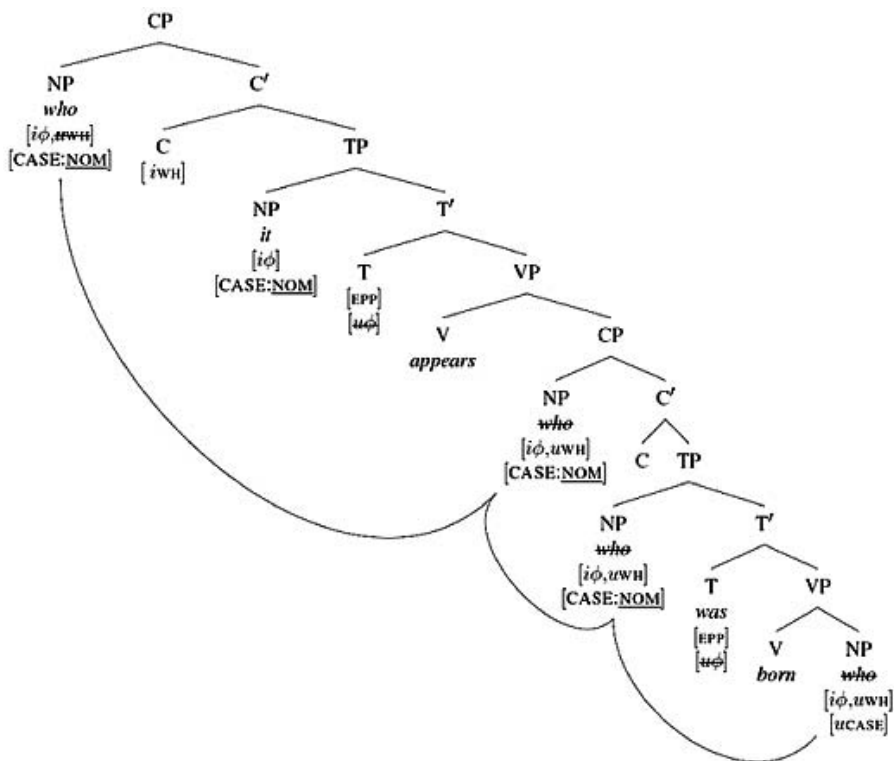 CP
NP C′
who
[iϕ,uWH] C TP
[CASE:NOM] [iWH]
NP T′
it
[iϕ] T VP
[CASE:NOM] [EPP]
[uϕ] V CP
appears
NP C′
who
[iϕ,uWH] C TP
[CASE:NOM]
NP T′
who
[iϕ,uWH] T VP
[CASE:NOM] was
[EPP] V NP
[uϕ] born who
[iϕ,uWH]
[uCASE]